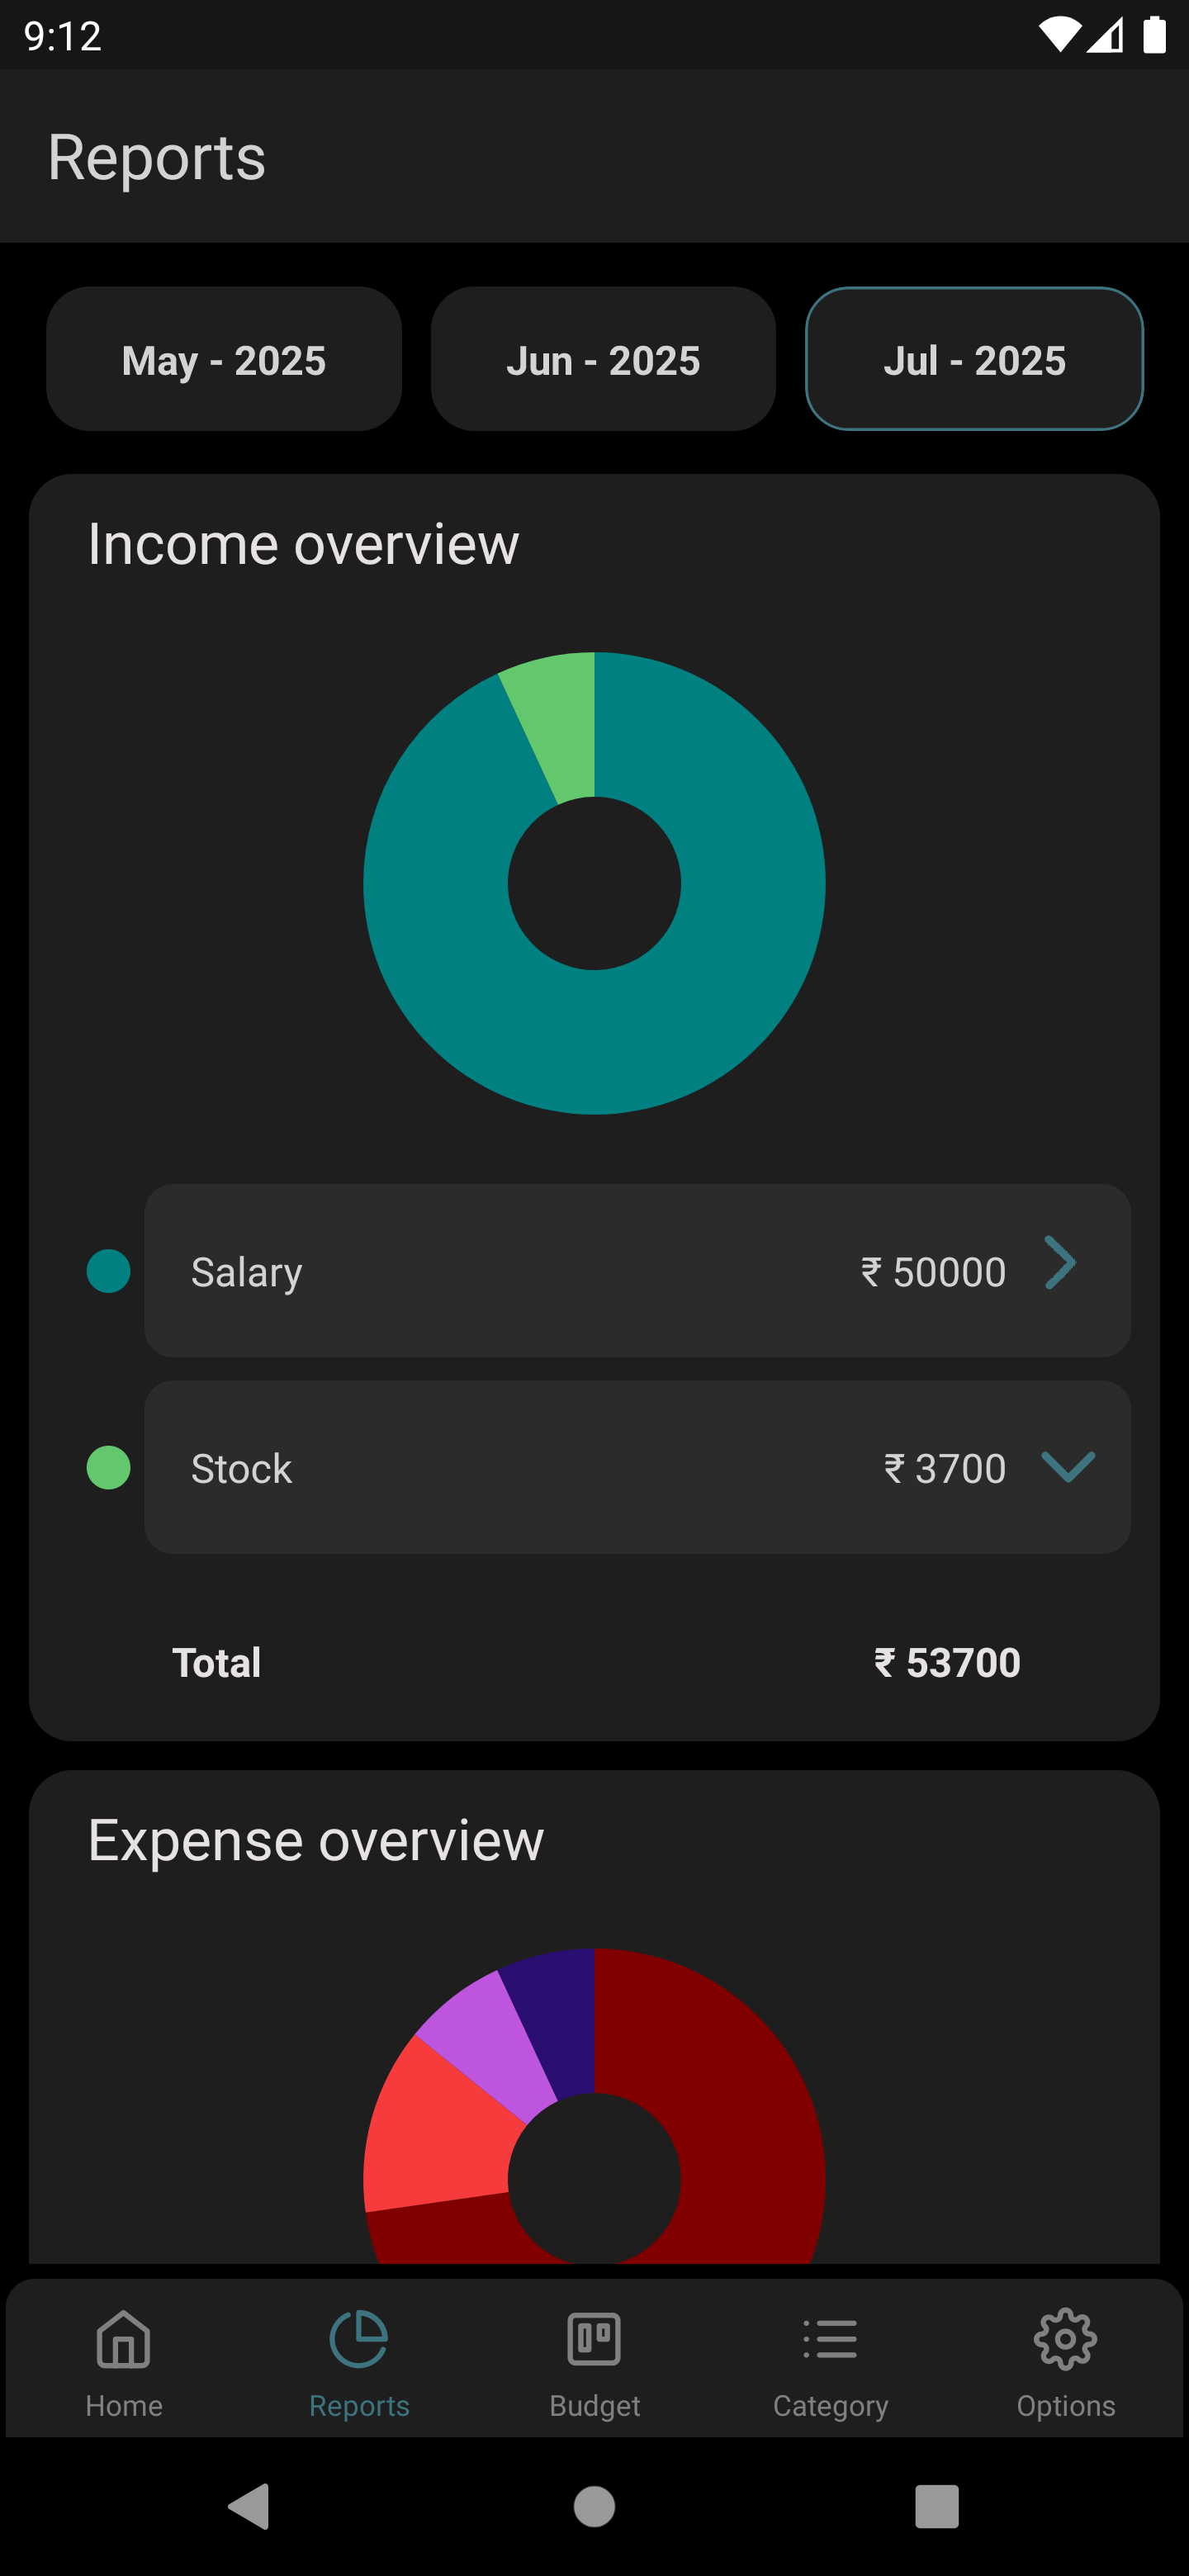 9:12
Reports
May - 2025
Jun - 2025
Jul - 2025
Income overview
Salary
₹ 50000
Stock
₹ 3700
Total
₹ 53700
Expense overview
Home
Reports
Budget
Category
Options